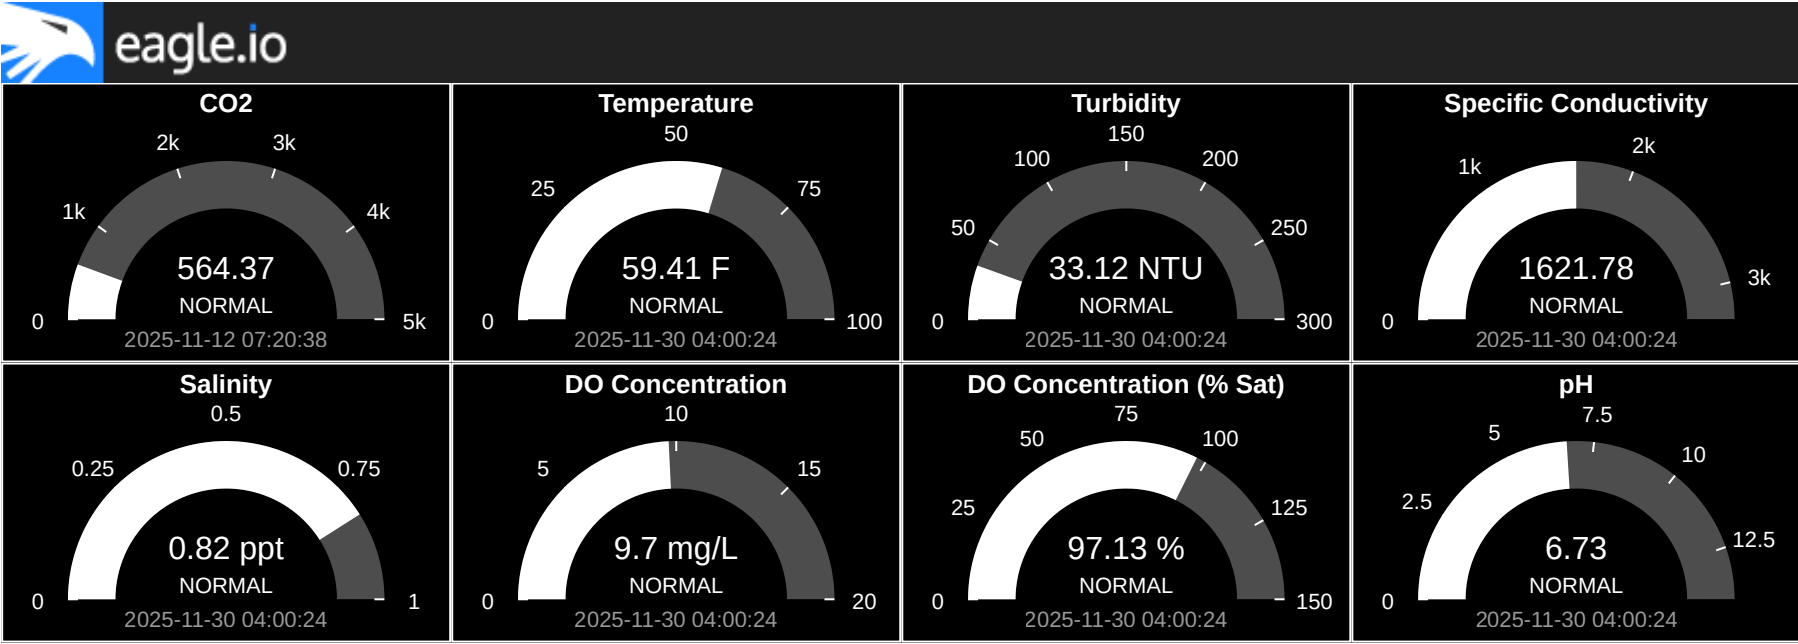 eagle.io
CO2
2k 3k
1k 4k
564.37
NORMAL
0 5k
2025-11-12 07:20:38
Temperature
50
25 75
59.41 F
NORMAL
0 100
2025-11-30 04:00:24
Turbidity
150
100 200
50 250
33.12 NTU
NORMAL
0 300
2025-11-30 04:00:24
Specific Conductivity
2k
1k
1621.78
3k
NORMAL
0
2025-11-30 04:00:24
Salinity
0.5
0.25 0.75
0.82 ppt
NORMAL
0 1
2025-11-30 04:00:24
DO Concentration
10
5 15
9.7 mg/L
NORMAL
0 20
2025-11-30 04:00:24
DO Concentration (% Sat)
75
50 100
25 125
97.13 %
NORMAL
0 150
2025-11-30 04:00:24
pH
7.5
5
10
2.5
12.5
6.73
NORMAL
0
2025-11-30 04:00:24